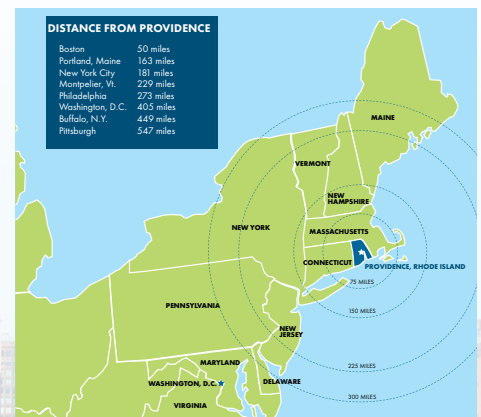 DISTANCE FROM PROVIDENCE
Boston 50 miles
Portland, Maine 163 miles
New York City 181 miles
Montpelier, Vt. 229 miles
Philadelphia 273 miles
Washington, D.C. 405 miles
Buffalo, N.Y. 449 miles
Pittsburgh 547 miles
MAINE
VERMONT
NEW
HAMPSHIRE
NEW YORK
MASSACHUSETTS
CONNECTICUT
PROVIDENCE, RHODE ISLAND
75 MILES
PENNSYLVANIA
150 MILES
NEW
JERSEY
MARYLAND
225 MILES
WASHINGTON, D.C.
DELAWARE
300 MILES
VIRGINIA